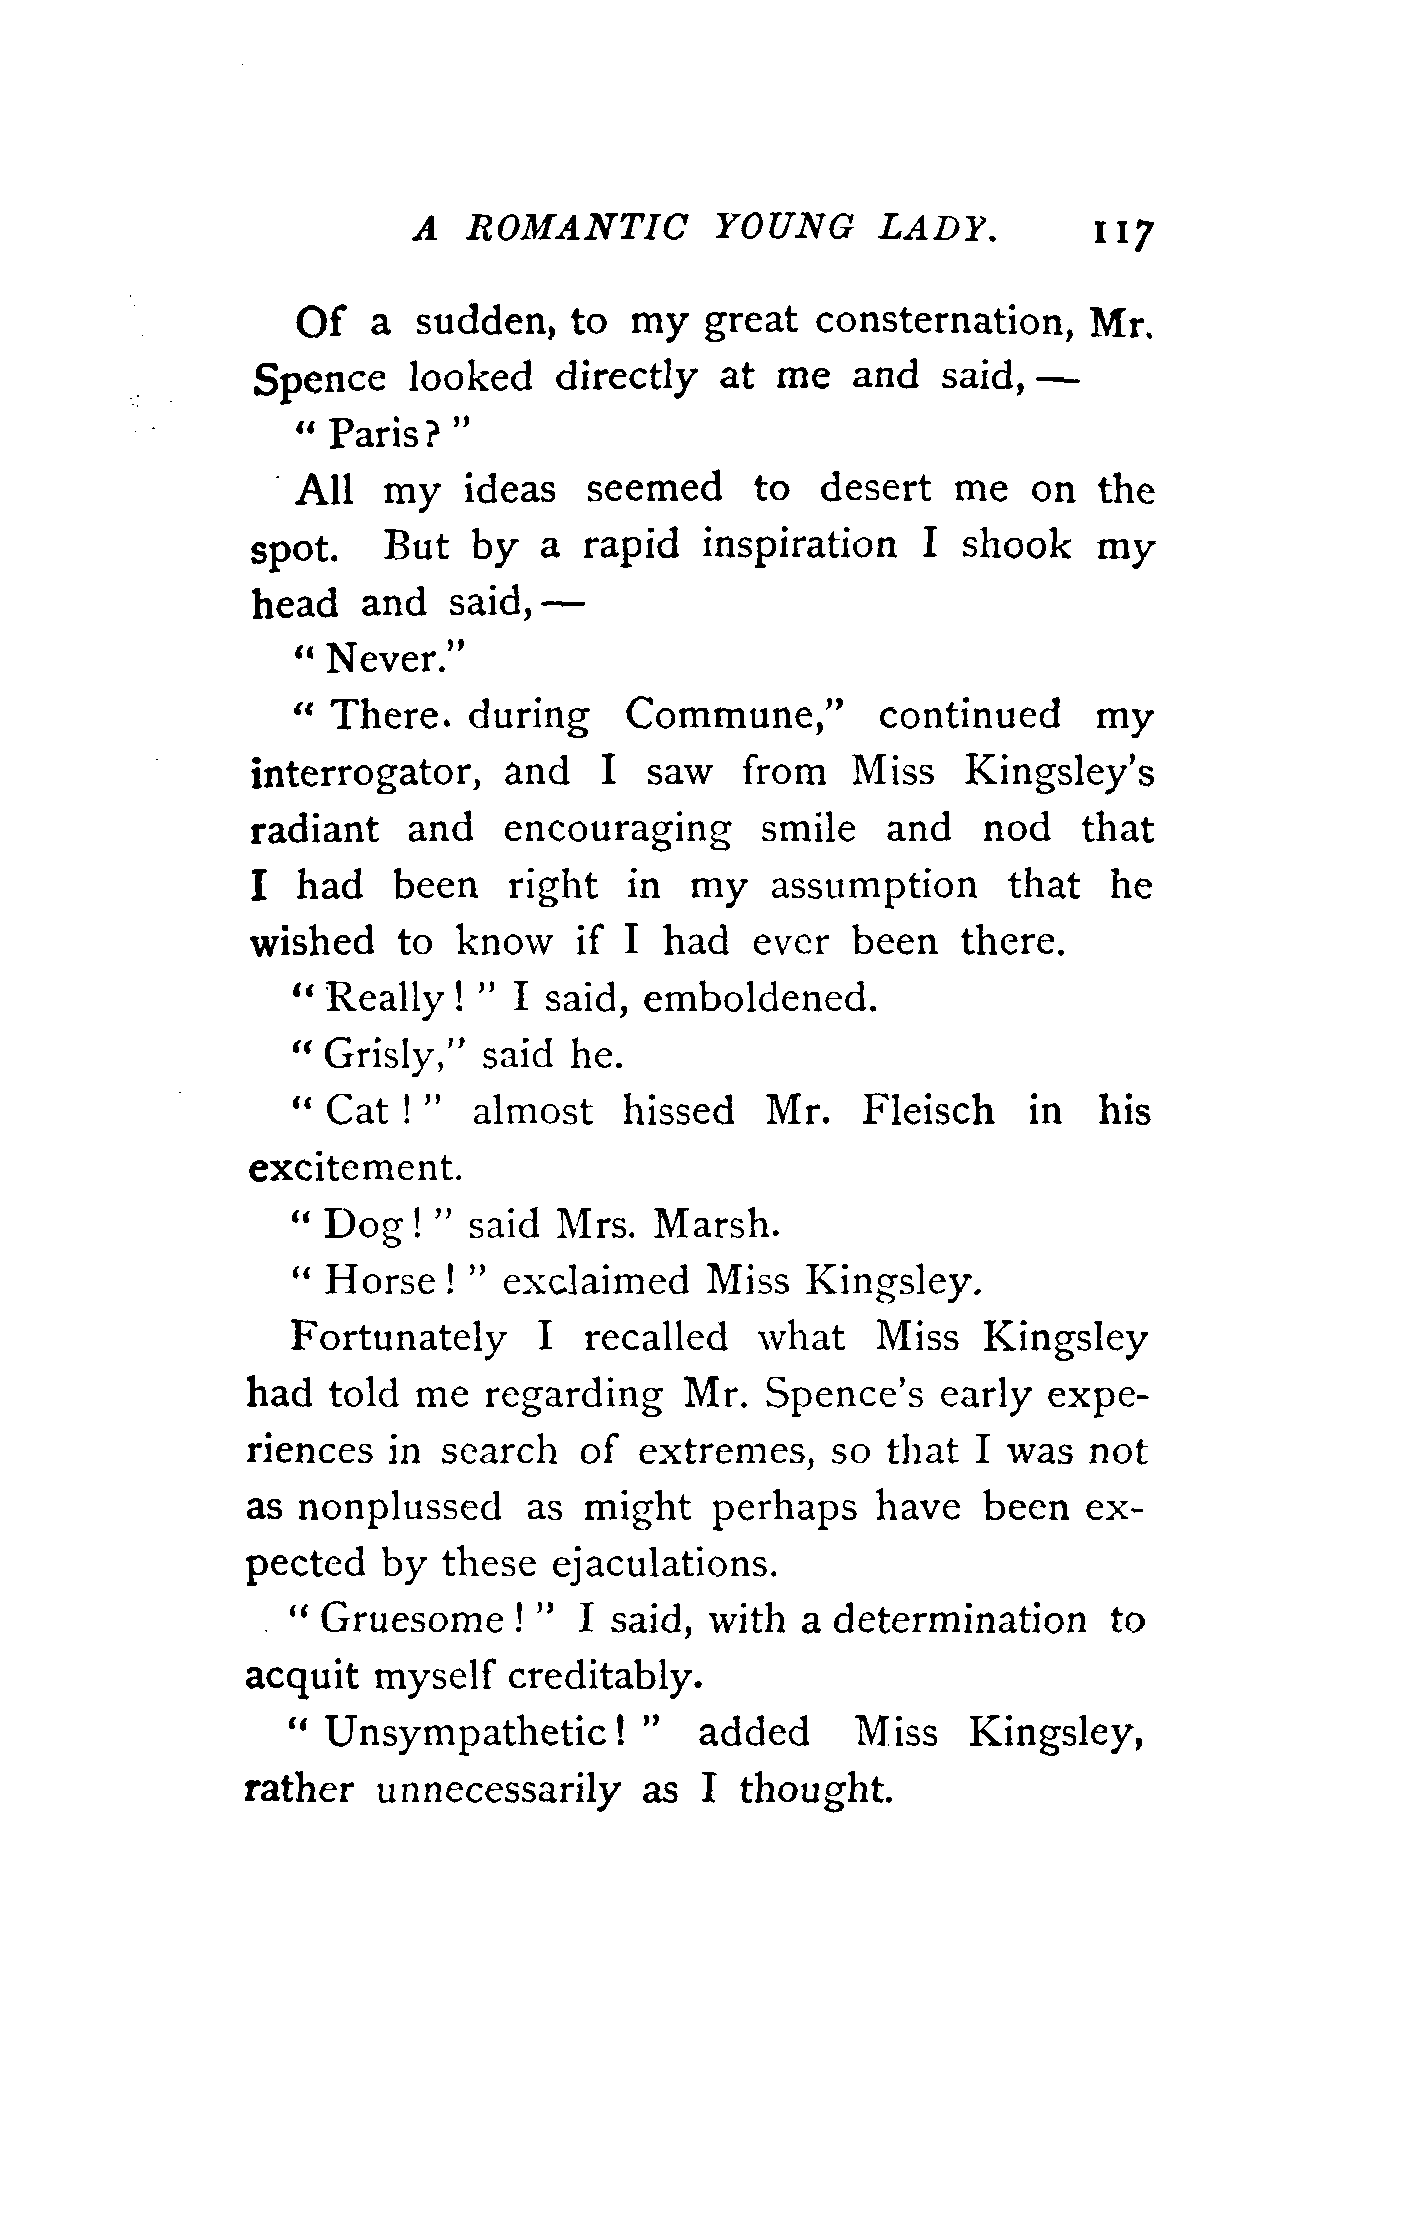 A ROMANTIC YOUNG LADY. 117
Of a sudden, to my great consternation, Mr.
Spence looked directly at me and said, —
“ Paris? ”
All my ideas seemed to desert me on the
spot. But by a rapid inspiration I shook my
head and said, —
“ Never.”
“ There. during Commune,” continued my
interrogator, and I saw from Miss Kingsley's
radiant and encouraging smile and nod that
I had been right in my assumption that he
wished to know if I had ever been there.
“ Really ! ” I said, emboldened.
“ Grisly,” said he.
“ Cat ! ” almost hissed Mr. Fleisch in his
excitement.
“ Dog ! ” said Mrs. Marsh.
“ Horse ! ” exclaimed Miss Kingsley.
Fortunately I recalled what Miss Kingsley
had told me regarding Mr. Spence's early expe-
riences in search of extremes, so that I was not
as nonplussed as might perhaps have been ex-
pected by these ejaculations.
“ Gruesome ! ” I said, with a determination to
acquit myself creditably.
“ Unsympathetic ! ” added Miss Kingsley,
rather unnecessarily as I thought.